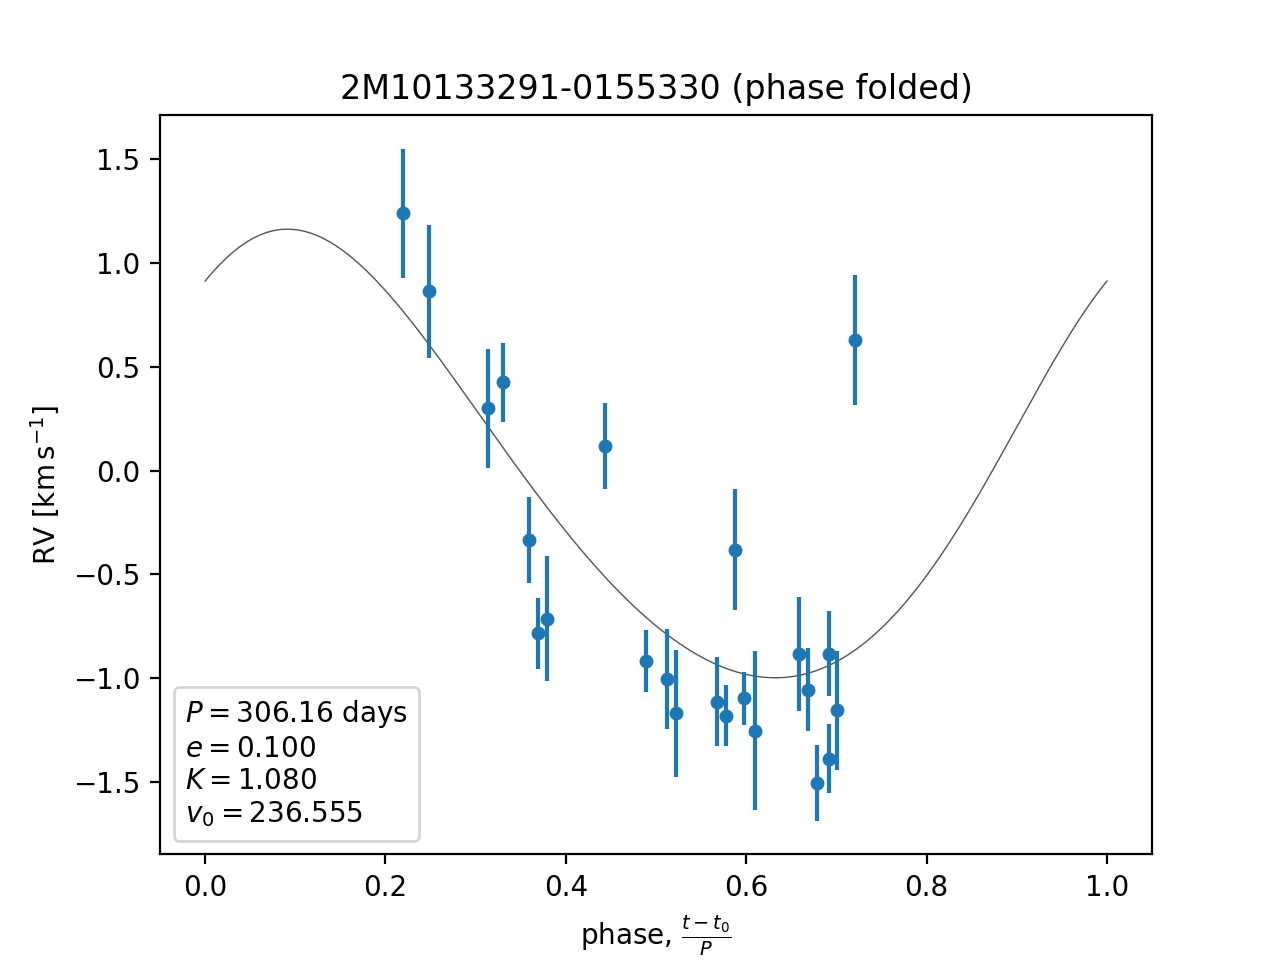 2M10133291-0155330 (phase folded)
1.5
1.0
0.5
0.0
−0.5
−1.0
−1.5
RV [km s⁻¹]
P = 306.16 days
e = 0.100
K = 1.080
v₀ = 236.555
0.0 0.2 0.4 0.6 0.8 1.0
phase, (t − t₀)/P